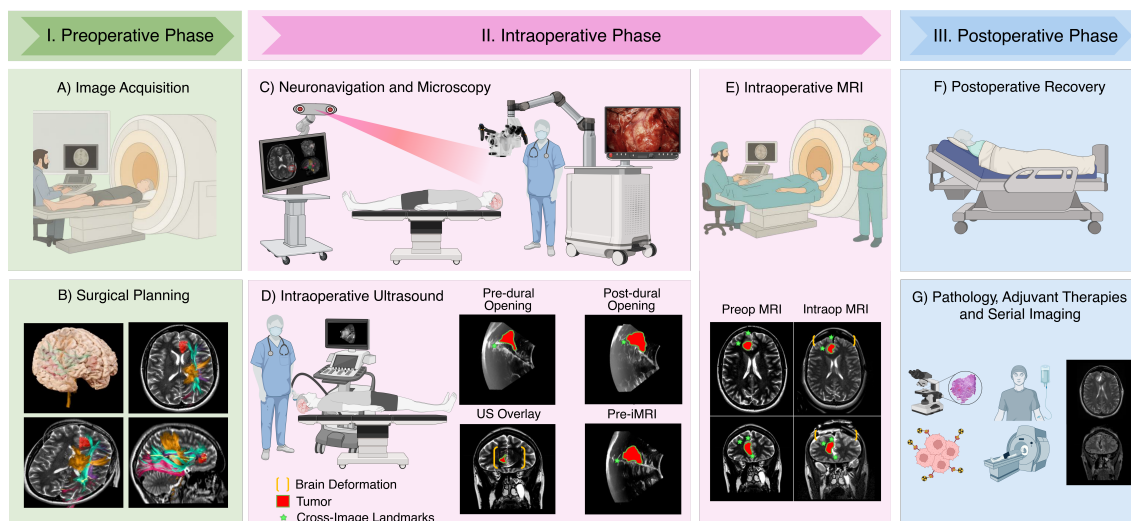 I. Preoperative Phase
II. Intraoperative Phase
III. Postoperative Phase
A) Image Acquisition
C) Neuronavigation and Microscopy
E) Intraoperative MRI
F) Postoperative Recovery
B) Surgical Planning
D) Intraoperative Ultrasound
Pre-dural
Opening
Post-dural
Opening
US Overlay
Pre-iMRI
Brain Deformation
Tumor
Cross-Image Landmarks
Preop MRI
Intraop MRI
G) Pathology, Adjuvant Therapies
and Serial Imaging